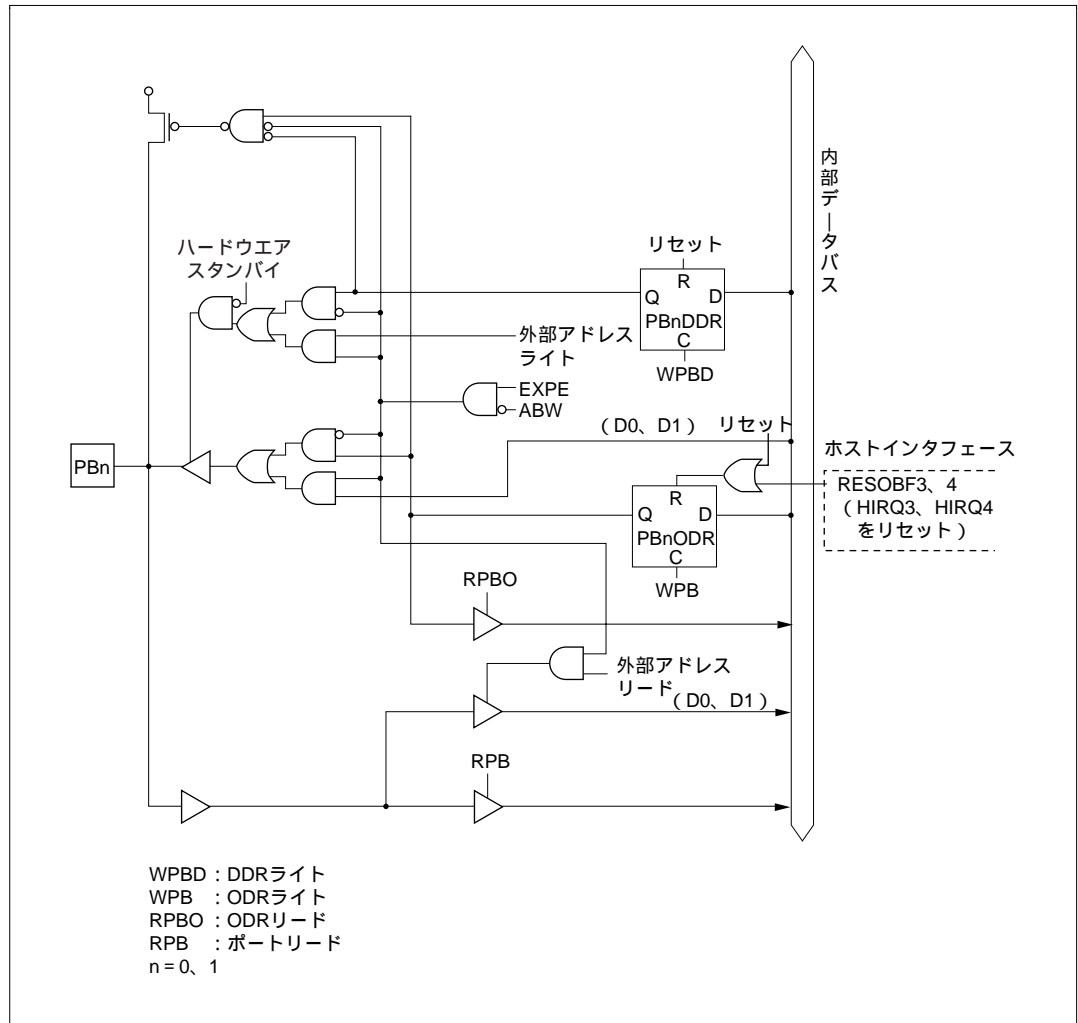 内部データバス
ハードウエア
スタンバイ
リセット
R
Q
D
PBnDDR
C
WPBD
外部アドレス
ライト
EXPE
ABW
(D0、D1)
リセット
ホストインタフェース
RESOBF3、4
(HIRQ3、HIRQ4
をリセット)
PBn
R
Q
D
PBnODR
C
WPB
RPBO
外部アドレス
リード
(D0、D1)
RPB
WPBD : DDRライト
WPB : ODRライト
RPBO : ODRリード
RPB : ポートリード
n = 0、1